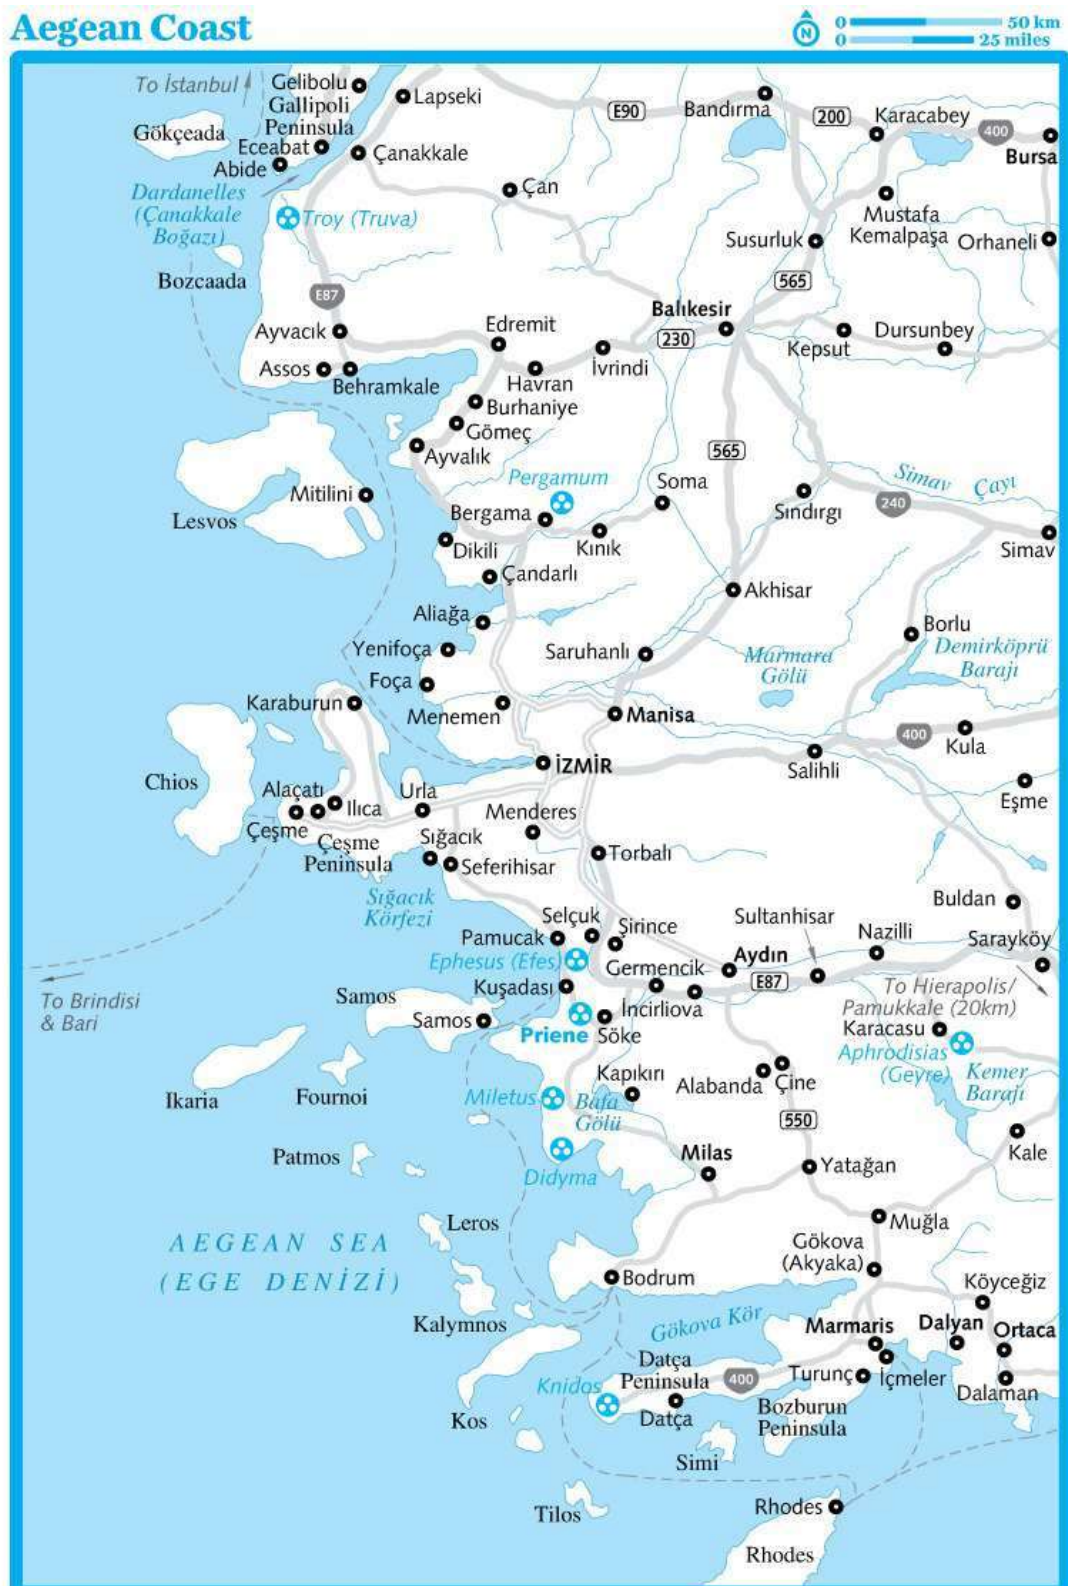 Aegean Coast
N
0 50 km
0 25 miles
To İstanbul
Gelibolu
Gallipoli
Peninsula
Lapseki
Gökçeada
Eceabat
Abide
Çanakkale
E90
Bandırma
200
Karacabey
400
Bursa
Dardanelles
(Çanakkale
Boğazı)
Troy (Truva)
Çan
Mustafa
Kemalpaşa
Orhaneli
Susurluk
Bozcaada
E87
565
Balıkesir
230
Ayvacık
Edremit
Kepsut
Dursunbey
Assos
Behramkale
Havran
İvrindi
Burhaniye
Gömeç
Ayvalık
565
Pergamum
Soma
Simav Çayı
Mitilini
Lesvos
Bergama
Sındırgı
240
Dikili
Kınık
Simav
Çandarlı
Akhisar
Aliağa
Borlu
Yenifoça
Saruhanlı
Marmara
Gölü
Demirköprü
Barajı
Foça
Karaburun
Menemen
Manisa
400
Kula
İZMİR
Salihli
Chios
Alaçatı
Ilıca
Urla
Menderes
Eşme
Çeşme
Çeşme
Peninsula
Sığacık
Seferihisar
Torbalı
Sığacık
Körfezi
Buldan
Selçuk
Şirince
Sultanhisar
Nazilli
Sarayköy
Pamucak
Ephesus (Efes)
Germencik
Aydın
E87
To Brindisi
& Bari
Samos
Samos
Kuşadası
İncirliova
To Hierapolis/
Pamukkale (20km)
Priene
Söke
Karacasu
Aphrodisias
(Geyre)
Kemer
Barajı
Ikaria
Fournoi
Kapıkırı
Alabanda
Çine
Miletus
Bafa
Gölü
550
Patmos
Didyma
Milas
Yatağan
Kale
Leros
Muğla
AEGEAN SEA
(EGE DENİZİ)
Gökova
(Akyaka)
Bodrum
Köyceğiz
Kalymnos
Gökova Kör
Marmaris
Dalyan
Ortaca
Datça
Peninsula
400
Turunç
İçmeler
Dalaman
Knidos
Kos
Datça
Bozburun
Peninsula
Simi
Tilos
Rhodes
Rhodes